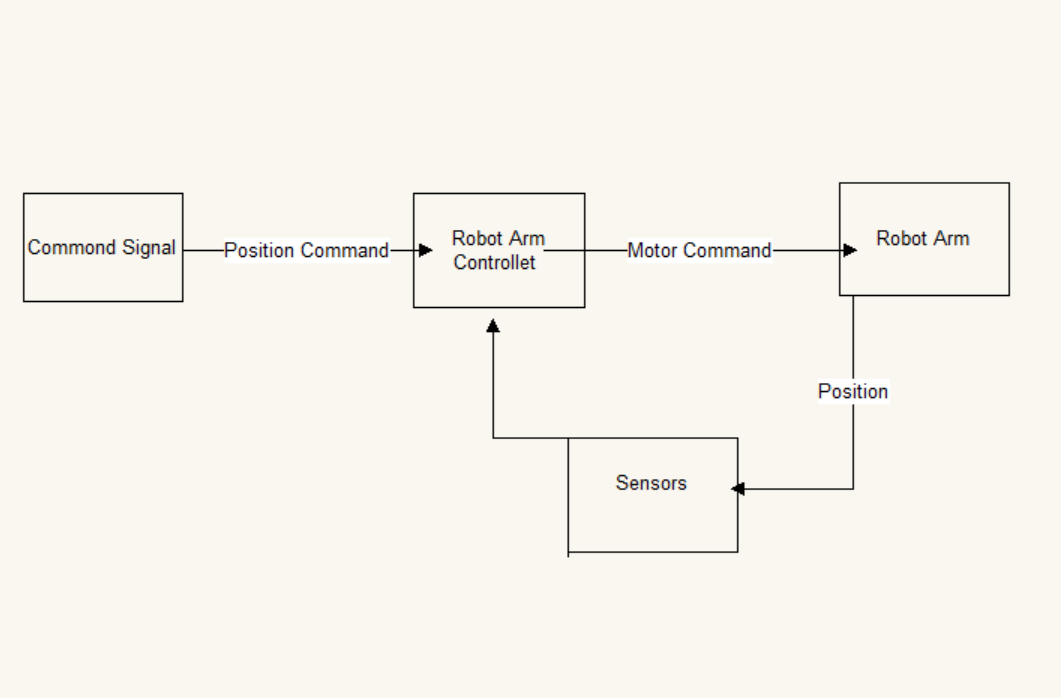 Commond Signal
Position Command
Robot Arm
Controllet
Motor Command
Robot Arm
Position
Sensors